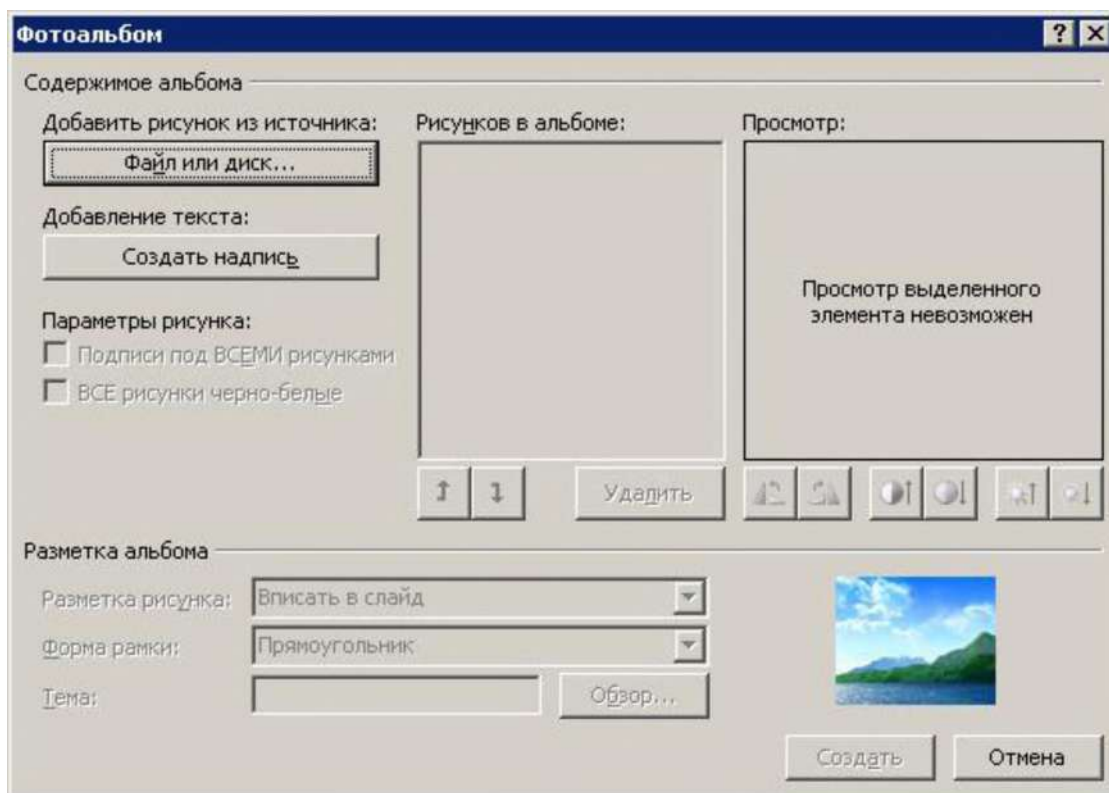 Фотоальбом
Содержимое альбома
Добавить рисунок из источника:
Файл или диск...
Добавление текста:
Создать надпись
Параметры рисунка:
Подписи под ВСЕМИ рисунками
ВСЕ рисунки черно-белые
Рисунков в альбоме:
Удалить
Просмотр:
Просмотр выделенного
элемента невозможен
Разметка альбома
Разметка рисунка: Вписать в слайд
Форма рамки: Прямоугольник
Тема: Обзор...
Создать Отмена